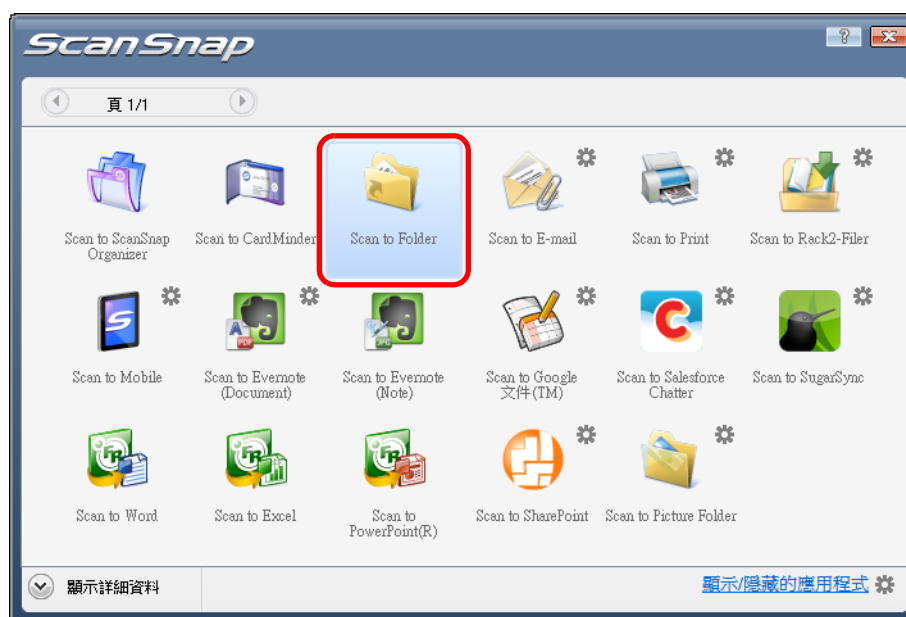 ScanSnap
頁 1/1
Scan to ScanSnap
Organizer
Scan to CardMinder
Scan to Folder
Scan to E-mail
Scan to Print
Scan to Rack2-Filer
Scan to Mobile
Scan to Evernote
(Document)
Scan to Evernote
(Note)
Scan to Google
文件(TM)
Scan to Salesforce
Chatter
Scan to SugarSync
Scan to Word
Scan to Excel
Scan to
PowerPoint(R)
Scan to SharePoint
Scan to Picture Folder
顯示詳細資料
顯示/隱藏的應用程式